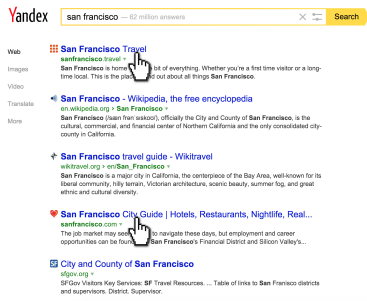 Yandex
san francisco — 62 million answers
Search
Web
Images
Video
Translate
More
San Francisco Travel
sanfrancisco.travel
San Francisco is home a bit of everything. Whether you're a first time visitor or a long-
time local. This is the place out about all things San Francisco.
San Francisco - Wikipedia, the free encyclopedia
en.wikipedia.org › San Francisco
San Francisco (/sæn fransɪskoʊ/), officially the City and County of San Francisco, is the
cultural, commercial, and financial center of Northern California and the only consolidated city-
county in California.
San Francisco travel guide - Wikitravel
wikitravel.org › en/San_Francisco
San Francisco is a major city in California, the centerpiece of the Bay Area, well-known for its
liberal community, hilly terrain, Victorian architecture, scenic beauty, summer fog, and great
ethnic and cultural diversity.
San Francisco City Guide | Hotels, Restaurants, Nightlife, Real...
sanfrancisco.com
The job market may seem to navigate these days, but employment and career
opportunities can be found San Francisco's Financial District and Silicon Valley's...
City and County of San Francisco
sfgov.org
SFGov Visitors Key Services: SF Travel Resources. ... Table of links to San Franisco districts
and supervisors. District. Supervisor.